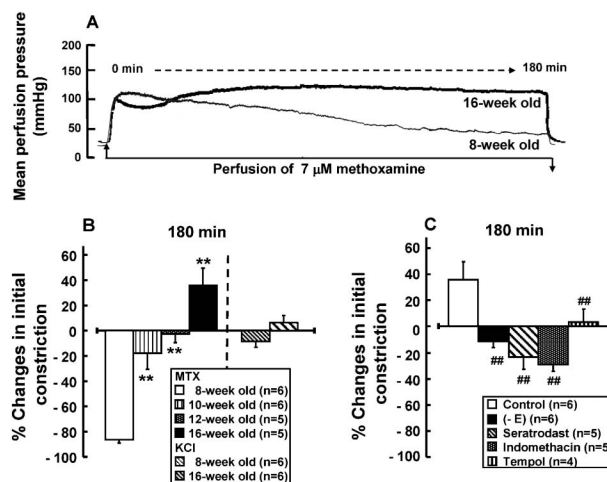 A
Mean perfusion pressure
(mmHg)
200
150
100
50
0
0 min
180 min
16-week old
8-week old
Perfusion of 7 µM methoxamine
B
180 min
% Changes in initial
constriction
60
40
20
0
- 20
- 40
- 60
- 80
- 100
**
**
**
MTX
8-week old (n=6)
10-week old (n=6)
12-week old (n=5)
16-week old (n=5)
KCl
8-week old (n=6)
16-week old (n=6)
C
180 min
% Changes in initial
constriction
60
40
20
0
- 20
- 40
- 60
- 80
- 100
##
##
##
##
Control (n=6)
(- E) (n=6)
Seratrodast (n=5)
Indomethacin (n=5
Tempol (n=4)